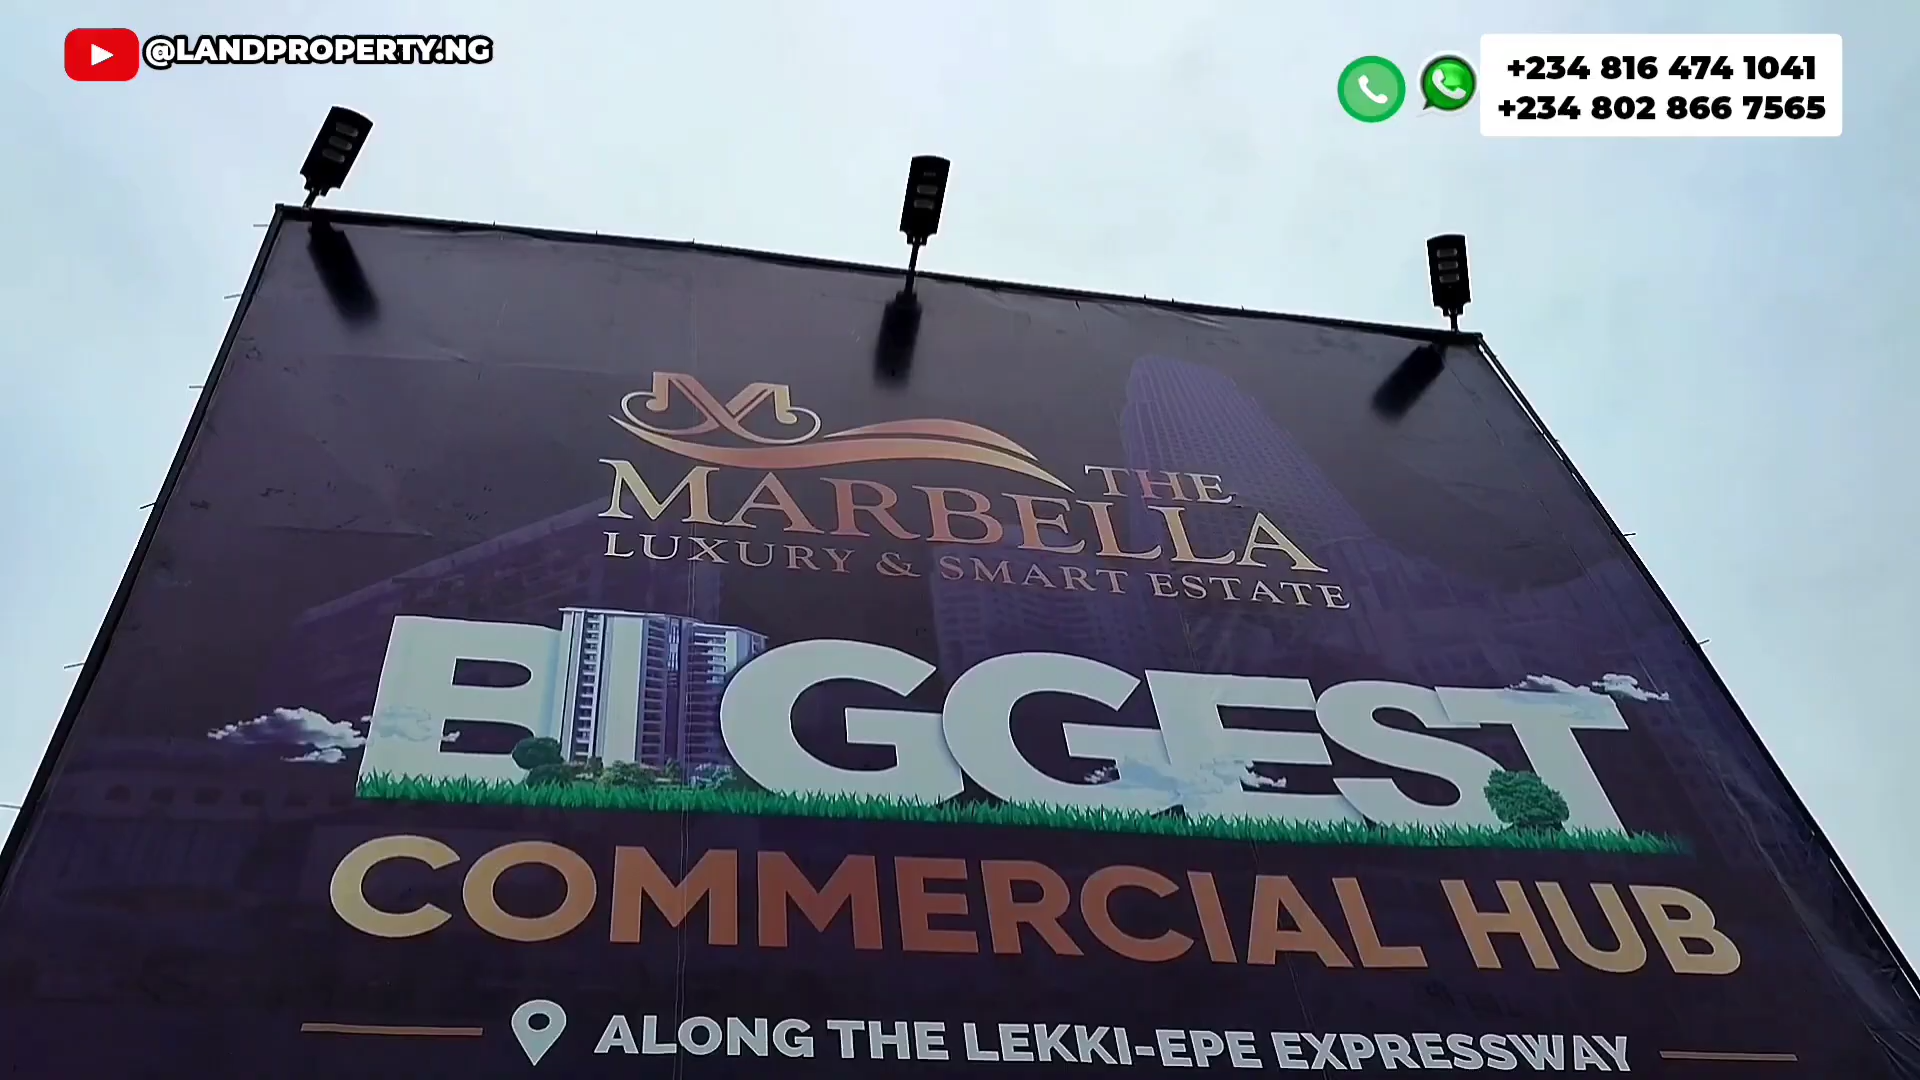 @LANDPROPERTY.NG
+234 816 474 1041
+234 802 866 7565
THE
MARBELLA
LUXURY & SMART ESTATE
BIGGEST
COMMERCIAL HUB
ALONG THE LEKKI-EPE EXPRESSWAY